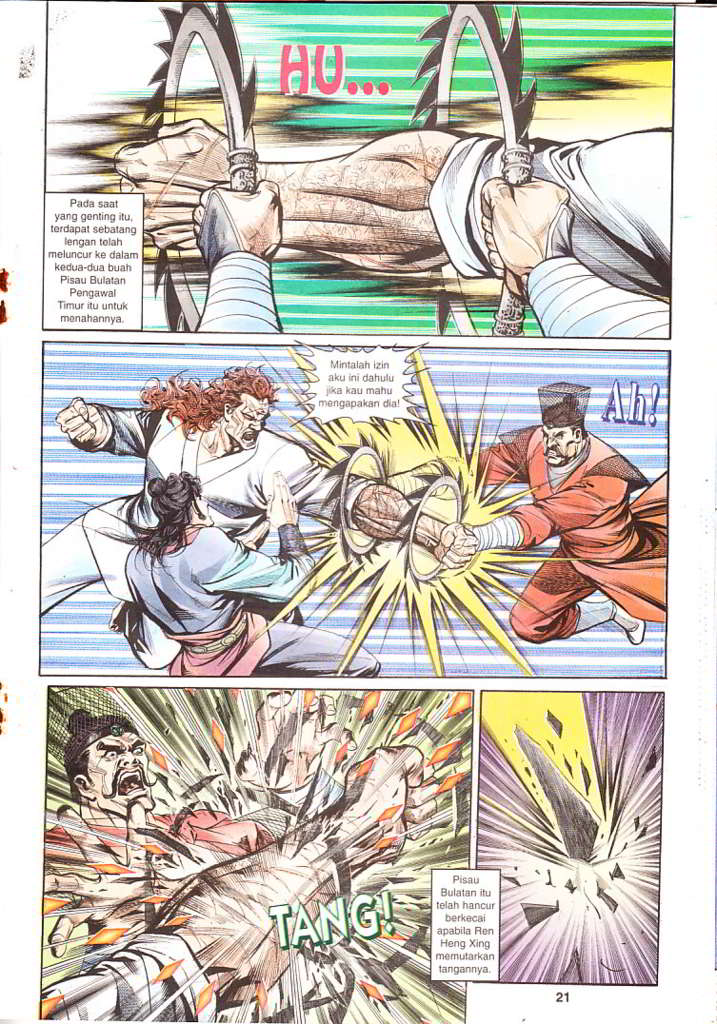 HU...
Pada saat
yang genting itu,
terdapat sebatang
lengan telah
meluncur ke dalam
kedua-dua buah
Pisau Bulatan
Pengawal
Timur itu untuk
menahannya.
Mintalah izin
aku ini dahulu
jika kau mahu
mengapakan dia!
Ah!
TANG!
Pisau
Bulatan itu
telah hancur
berkecai
apabila Ren
Heng Xing
memutarkan
tangannya.
21